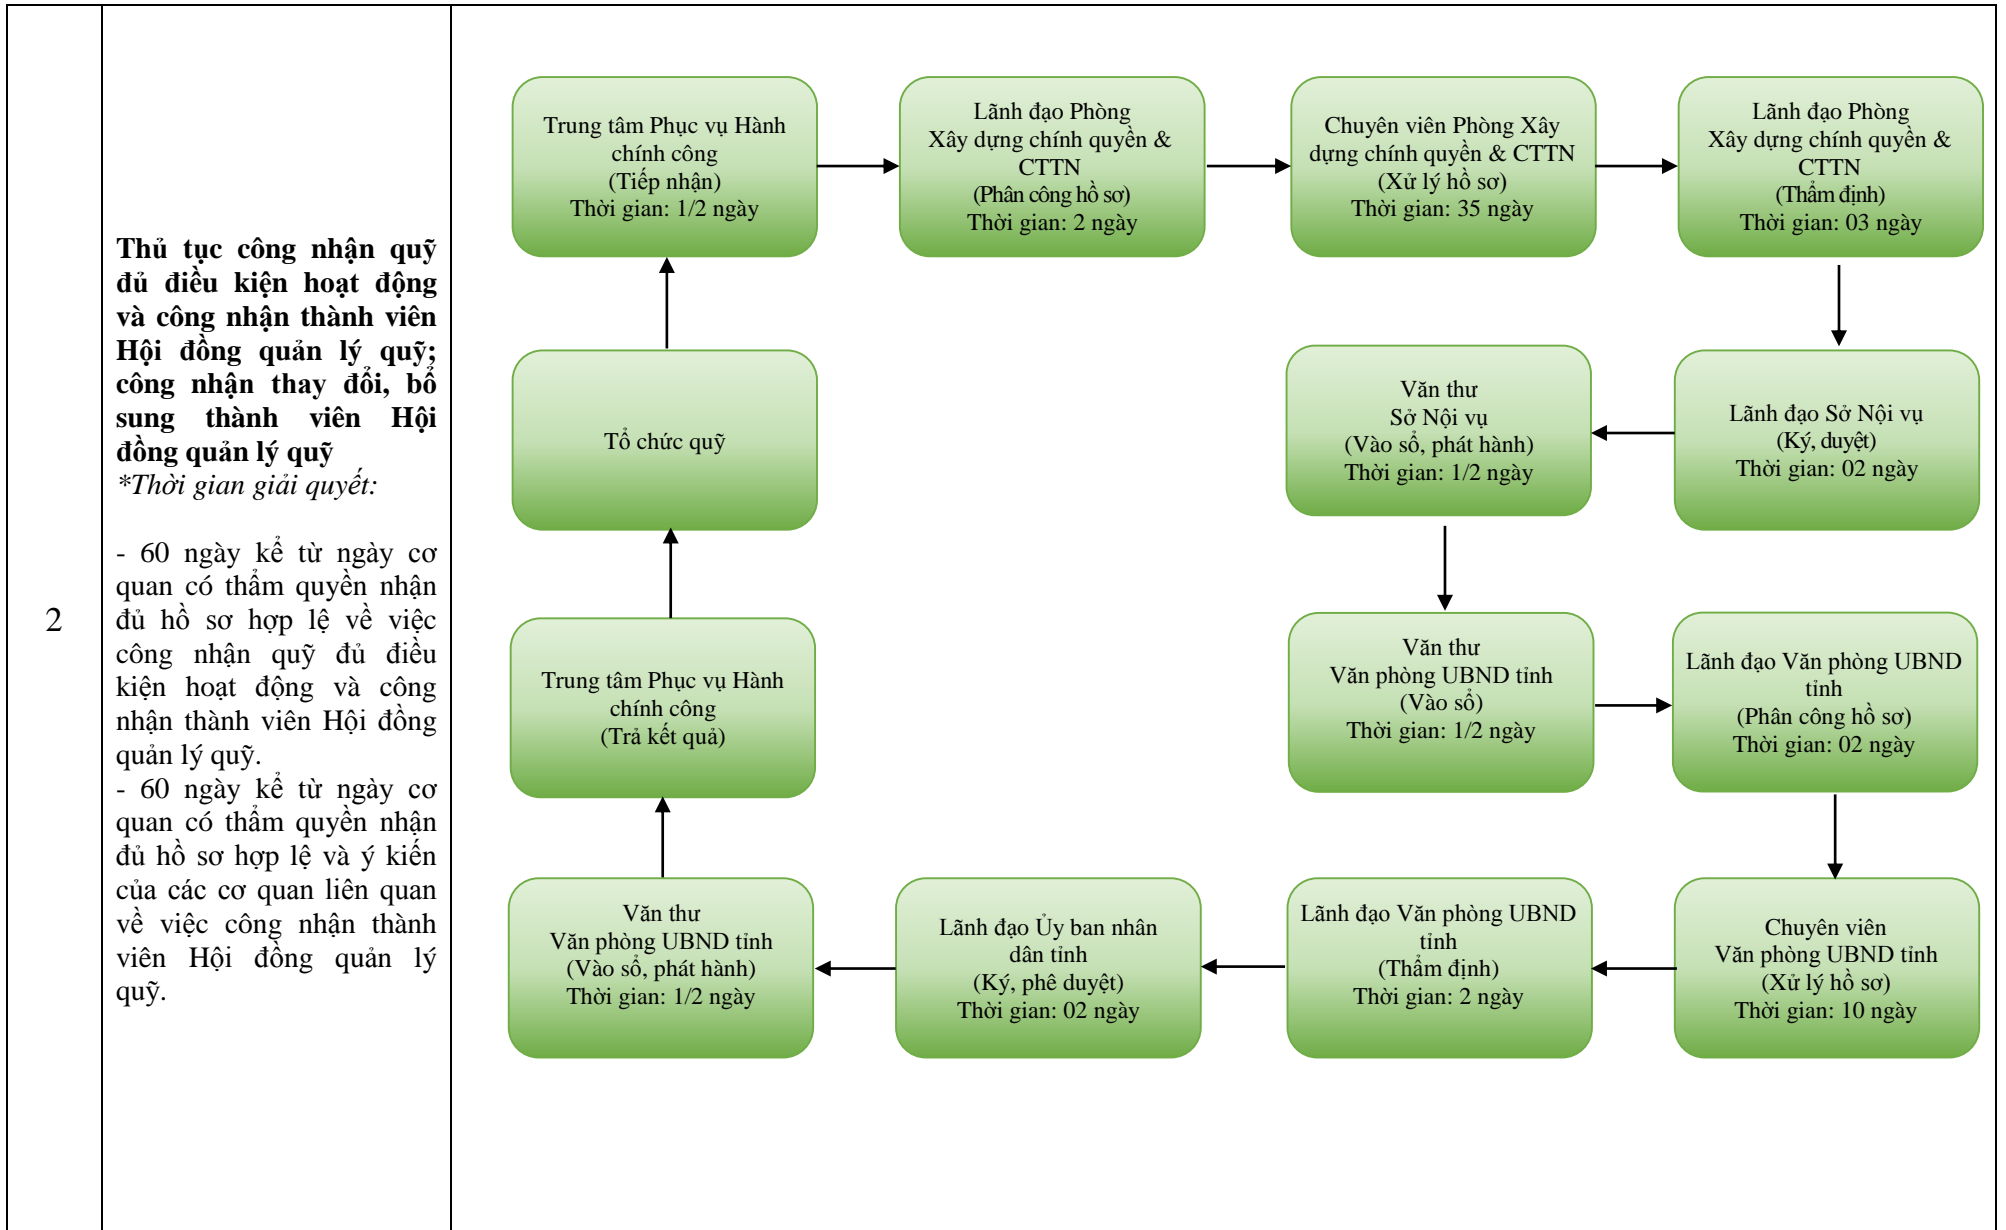 2
Thủ tục công nhận quỹ
đủ điều kiện hoạt động
và công nhận thành viên
Hội đồng quản lý quỹ;
công nhận thay đổi, bổ
sung thành viên Hội
đồng quản lý quỹ
*Thời gian giải quyết:
- 60 ngày kể từ ngày cơ
quan có thẩm quyền nhận
đủ hồ sơ hợp lệ về việc
công nhận quỹ đủ điều
kiện hoạt động và công
nhận thành viên Hội đồng
quản lý quỹ.
- 60 ngày kể từ ngày cơ
quan có thẩm quyền nhận
đủ hồ sơ hợp lệ và ý kiến
của các cơ quan liên quan
về việc công nhận thành
viên Hội đồng quản lý
quỹ.
Trung tâm Phục vụ Hành
chính công
(Tiếp nhận)
Thời gian: 1/2 ngày
Lãnh đạo Phòng
Xây dựng chính quyền &
CTTN
(Phân công hồ sơ)
Thời gian: 2 ngày
Chuyên viên Phòng Xây
dựng chính quyền & CTTN
(Xử lý hồ sơ)
Thời gian: 35 ngày
Lãnh đạo Phòng
Xây dựng chính quyền &
CTTN
(Thẩm định)
Thời gian: 03 ngày
Tổ chức quỹ
Văn thư
Sở Nội vụ
(Vào sổ, phát hành)
Thời gian: 1/2 ngày
Lãnh đạo Sở Nội vụ
(Ký, duyệt)
Thời gian: 02 ngày
Trung tâm Phục vụ Hành
chính công
(Trả kết quả)
Văn thư
Văn phòng UBND tỉnh
(Vào sổ)
Thời gian: 1/2 ngày
Lãnh đạo Văn phòng UBND
tỉnh
(Phân công hồ sơ)
Thời gian: 02 ngày
Văn thư
Văn phòng UBND tỉnh
(Vào sổ, phát hành)
Thời gian: 1/2 ngày
Lãnh đạo Ủy ban nhân
dân tỉnh
(Ký, phê duyệt)
Thời gian: 02 ngày
Lãnh đạo Văn phòng UBND
tỉnh
(Thẩm định)
Thời gian: 2 ngày
Chuyên viên
Văn phòng UBND tỉnh
(Xử lý hồ sơ)
Thời gian: 10 ngày